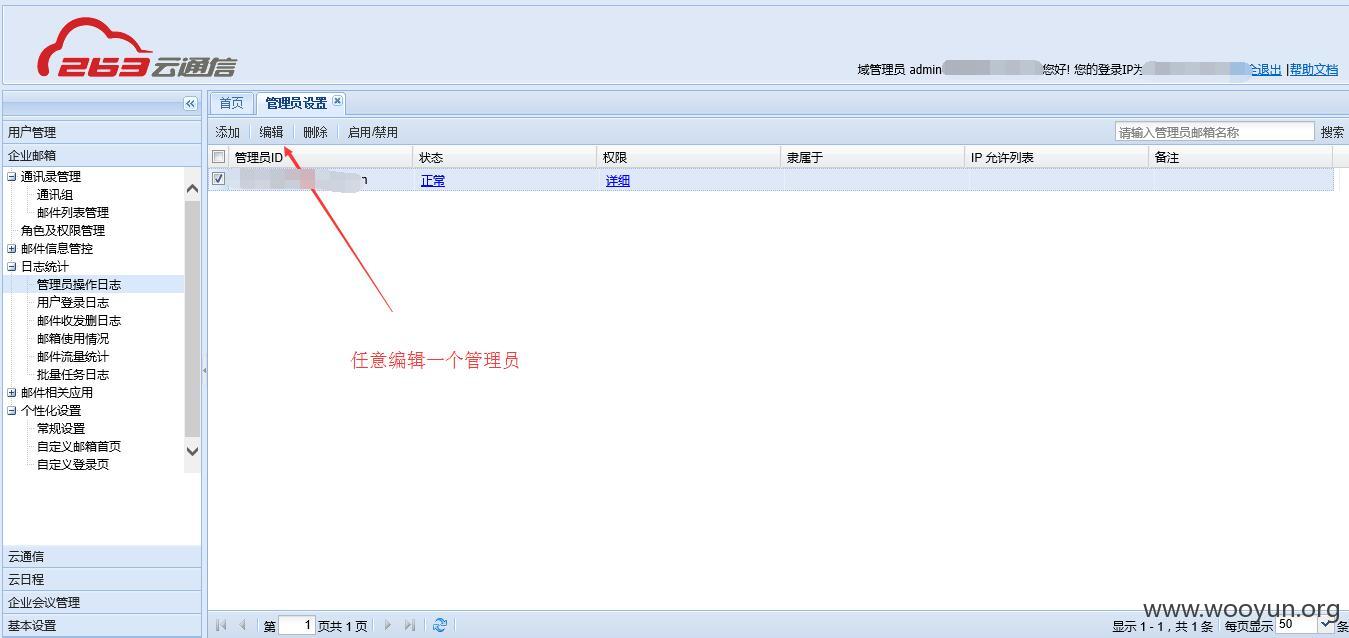 263云通信
域管理员 admin 您好! 您的登录IP为 全退出 |帮助文档
首页 管理员设置
用户管理
添加 编辑 删除 启用/禁用 请输入管理员邮箱名称 搜索
企业邮箱
管理员ID 状态 权限 隶属于 IP 允许列表 备注
正常 详细
通讯录管理
通讯组
邮件列表管理
角色及权限管理
邮件信息管控
日志统计
管理员操作日志
用户登录日志
邮件收发删日志
邮箱使用情况
邮件流量统计
批量任务日志
邮件相关应用
个性化设置
常规设置
自定义邮箱首页
自定义登录页
任意编辑一个管理员
云通信
云日程
企业会议管理
基本设置
第 1 页共 1 页
显示 1 - 1，共 1 条 每页显示 50 条
www.wooyun.org